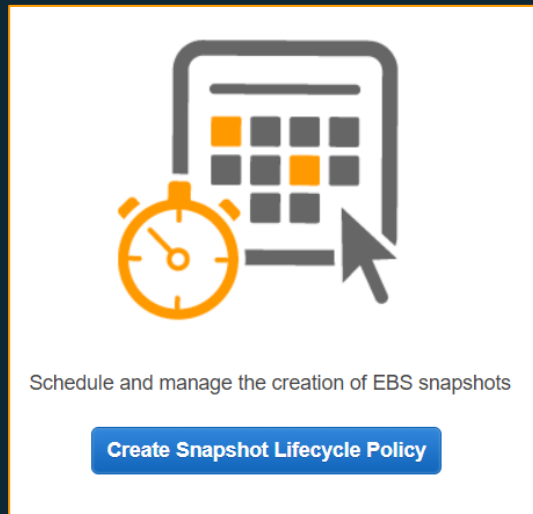 Schedule and manage the creation of EBS snapshots
Create Snapshot Lifecycle Policy